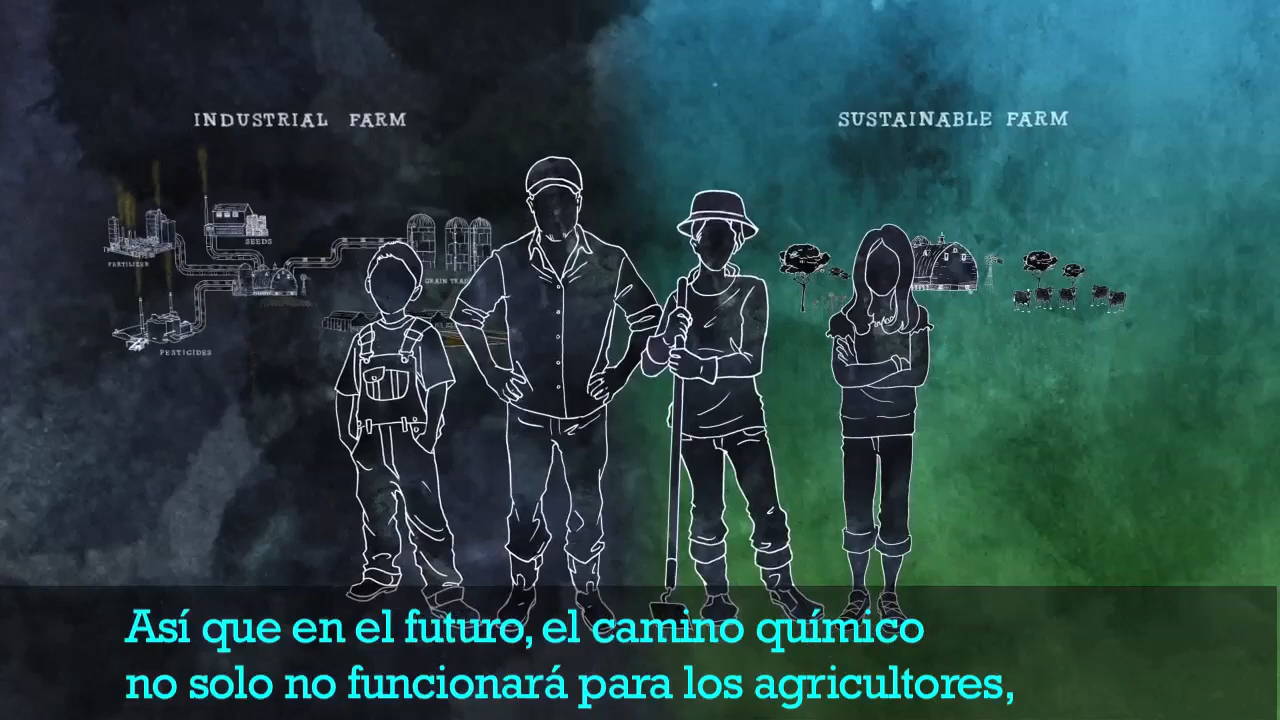 INDUSTRIAL FARM
SUSTAINABLE FARM
SEEDS
FERTILIZER
GRAIN
PESTICIDES
Así que en el futuro, el camino químico
no solo no funcionará para los agricultores,